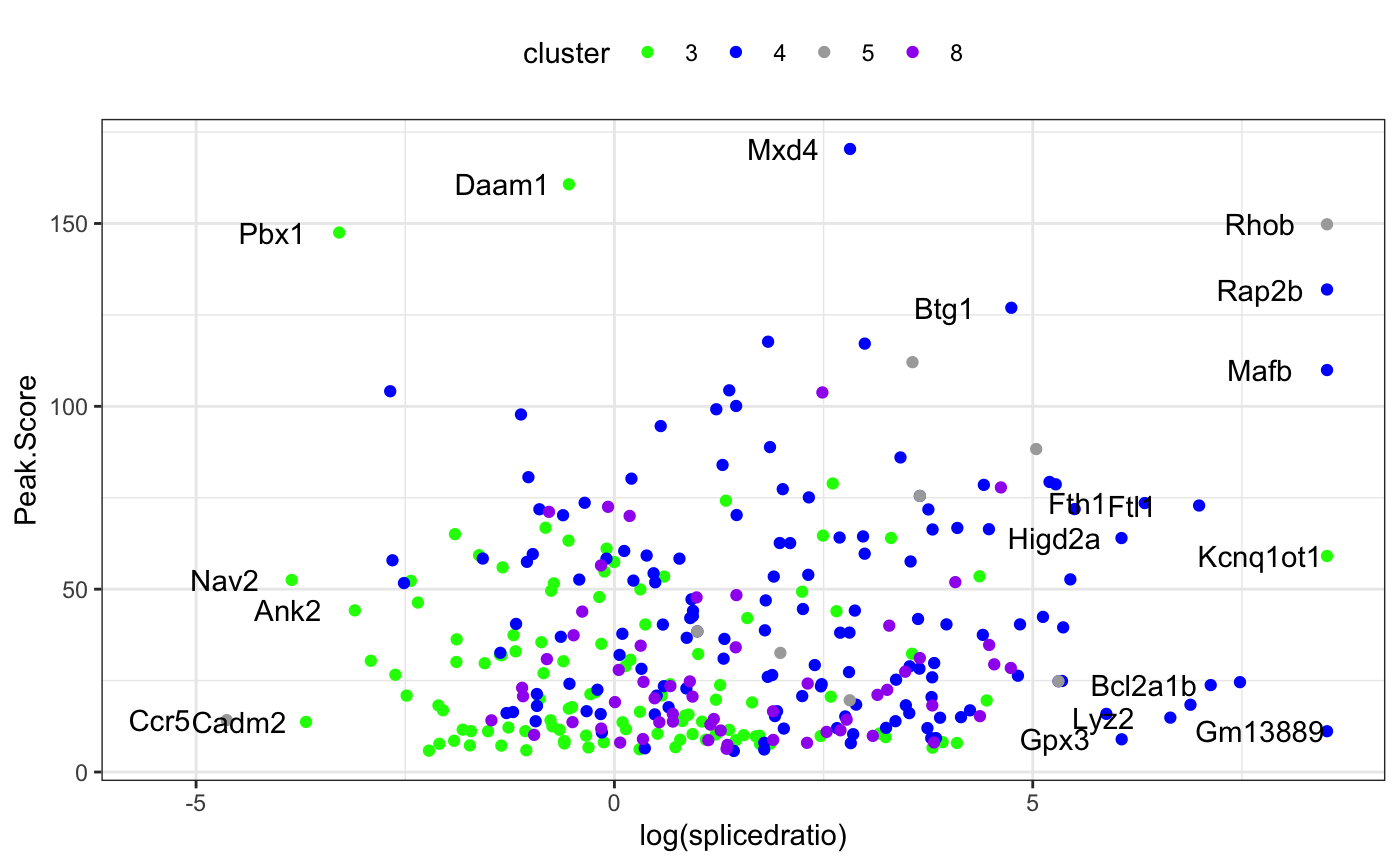 cluster 3 4 5 8
Mxd4
Daam1
Pbx1
Rhob
Rap2b
Btg1
Mafb
Fth1
Ftl1
Higd2a
Kcnq1ot1
Nav2
Ank2
Bcl2a1b
Ccr5
Cadm2
Lyz2
Gpx3
Gm13889
150
100
50
0
Peak.Score
-5 0 5
log(splicedratio)